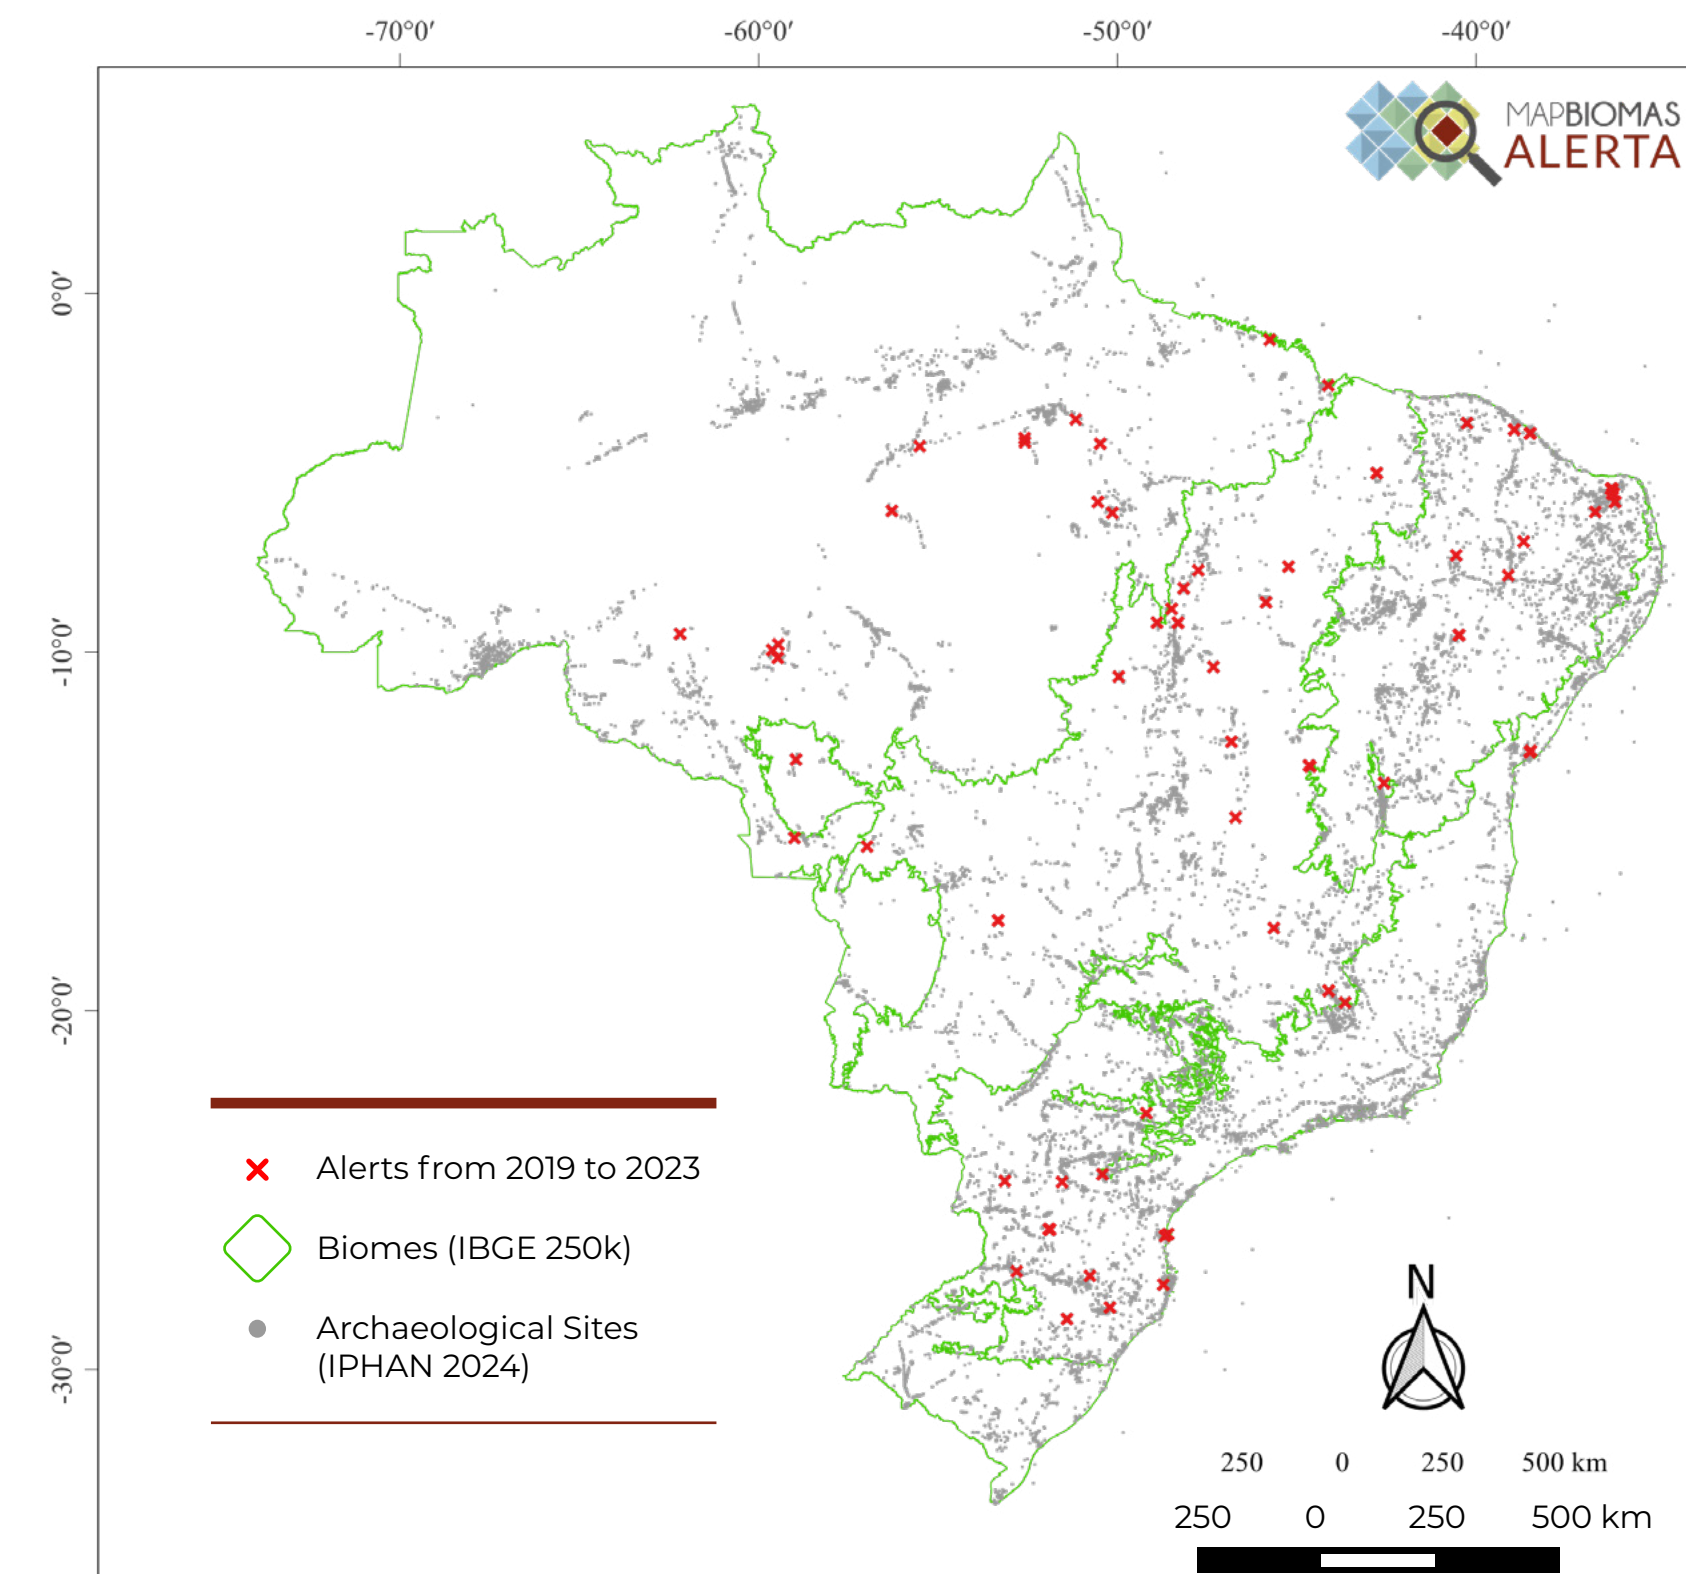 -70°0′ -60°0′ -50°0′ -40°0′
MAPBIOMAS
ALERTA
0°0′
-10°0′
-20°0′
-30°0′
Alerts from 2019 to 2023
Biomes (IBGE 250k)
Archaeological Sites
(IPHAN 2024)
N
250 0 250 500 km
250 0 250 500 km